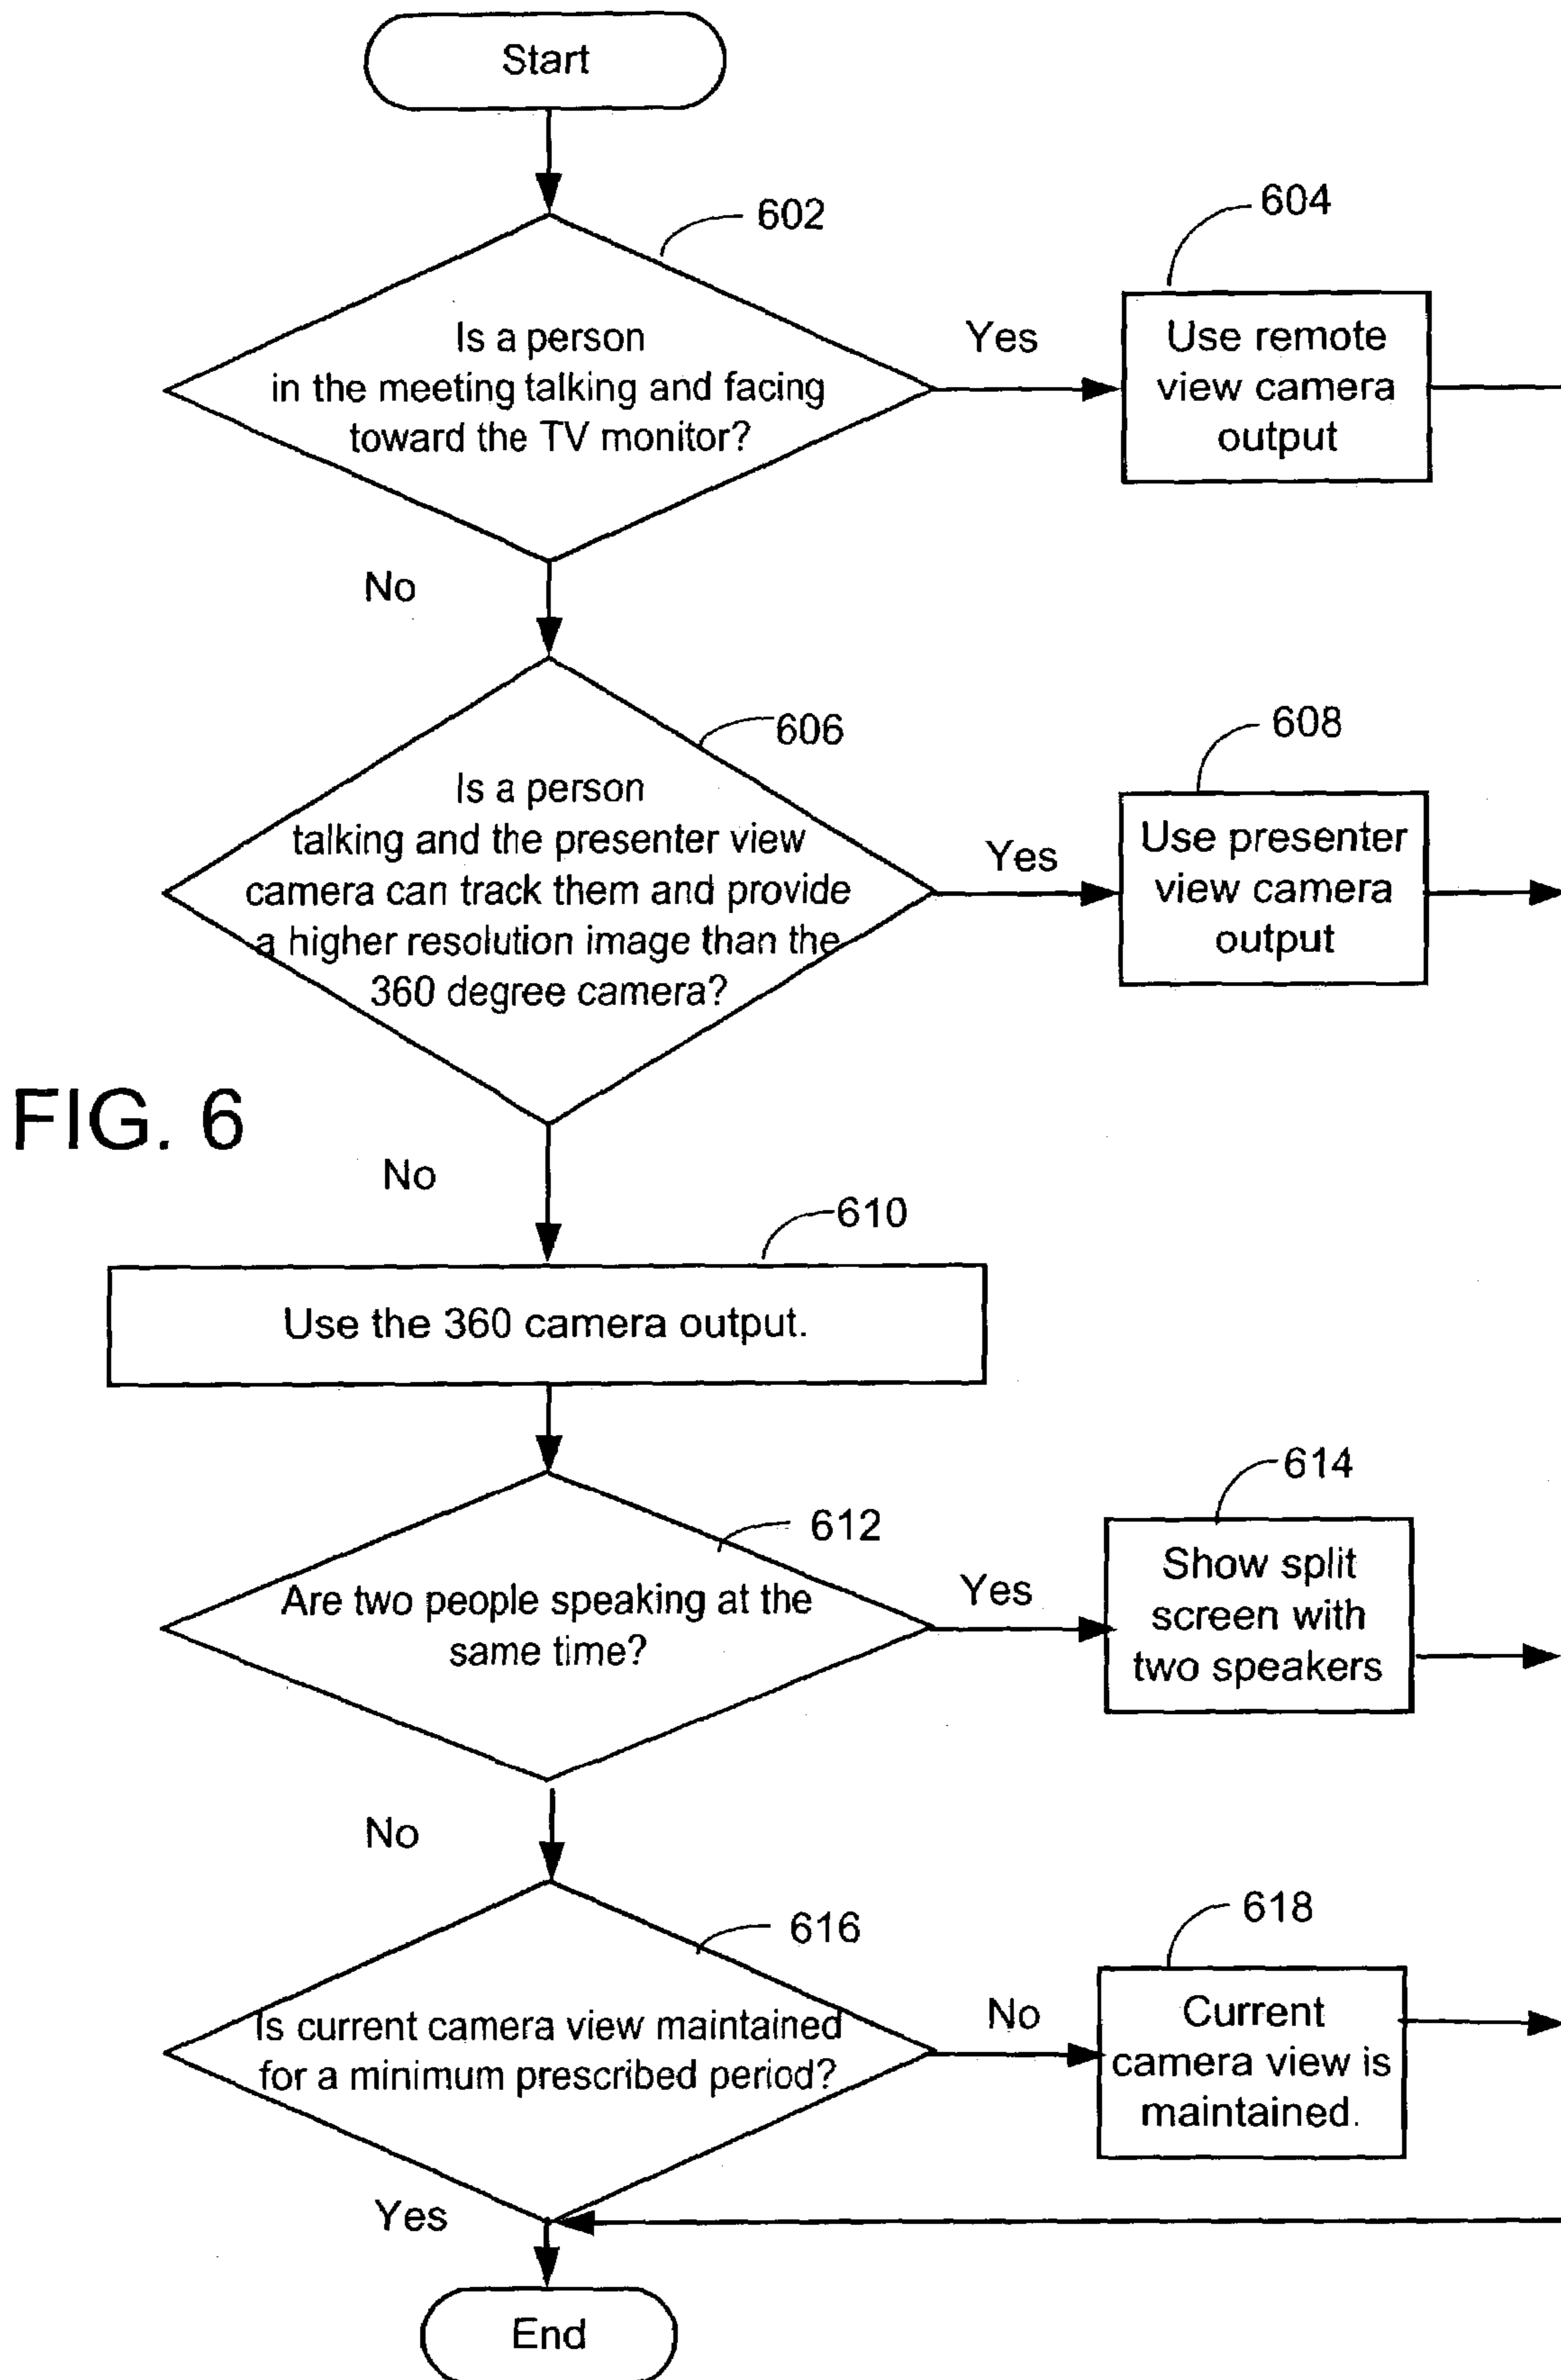 Start
602
Is a person
in the meeting talking and facing
toward the TV monitor?
Yes
604
Use remote
view camera
output
No
606
Is a person
talking and the presenter view
camera can track them and provide
a higher resolution image than the
360 degree camera?
Yes
608
Use presenter
view camera
output
FIG. 6
No
610
Use the 360 camera output.
612
Are two people speaking at the
same time?
Yes
614
Show split
screen with
two speakers
No
616
Is current camera view maintained
for a minimum prescribed period?
No
618
Current
camera view is
maintained.
Yes
End